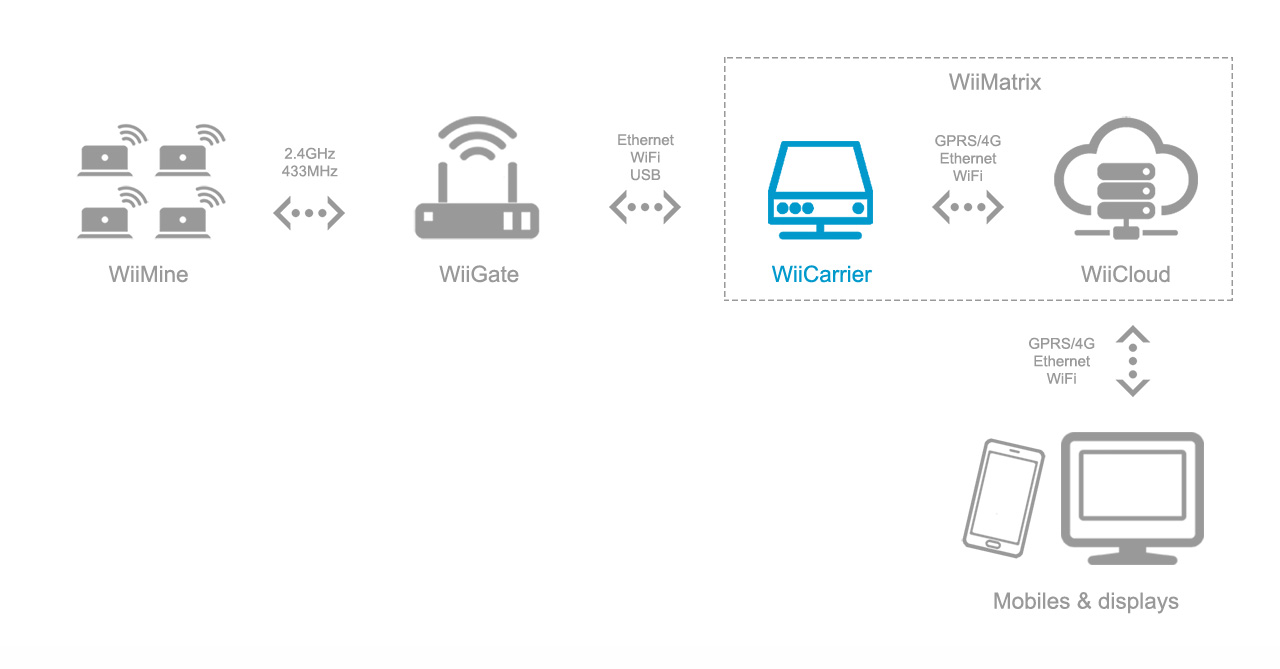 WiiMatrix
2.4GHz
433MHz
Ethernet
WiFi
USB
GPRS/4G
Ethernet
WiFi
WiiMine
WiiGate
WiiCarrier
WiiCloud
GPRS/4G
Ethernet
WiFi
Mobiles & displays